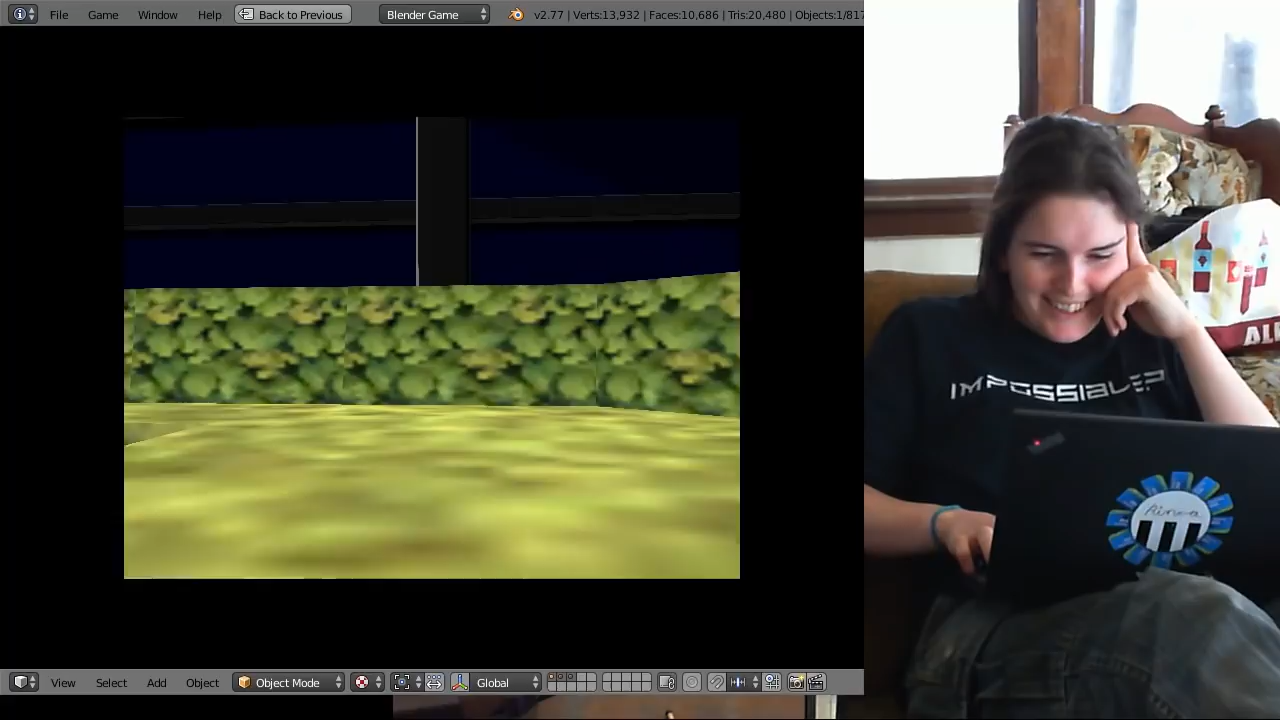 File Game Window Help Back to Previous Blender Game v2.77 | Verts:13,932 | Faces:10,686 | Tris:20,480 | Objects:1/817
IMPOSSIBLE?
AL
View Select Add Object Object Mode Global